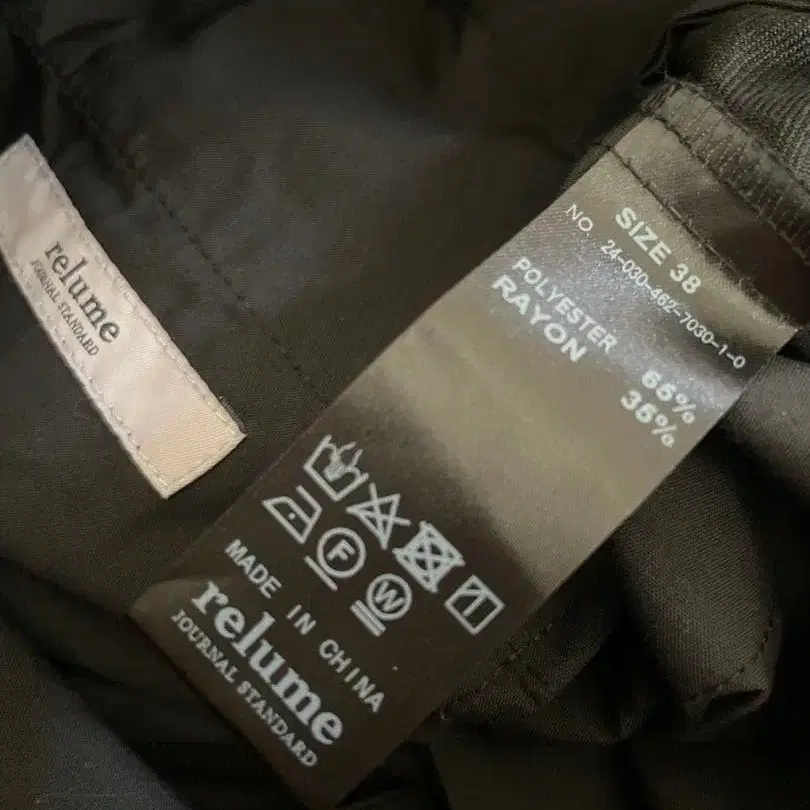 relume
JOURNAL STANDARD
SIZE 38
NO 24-030-462-7030-1-0
POLYESTER 65%
RAYON 35%
F
W
MADE IN CHINA
relume
JOURNAL STANDARD